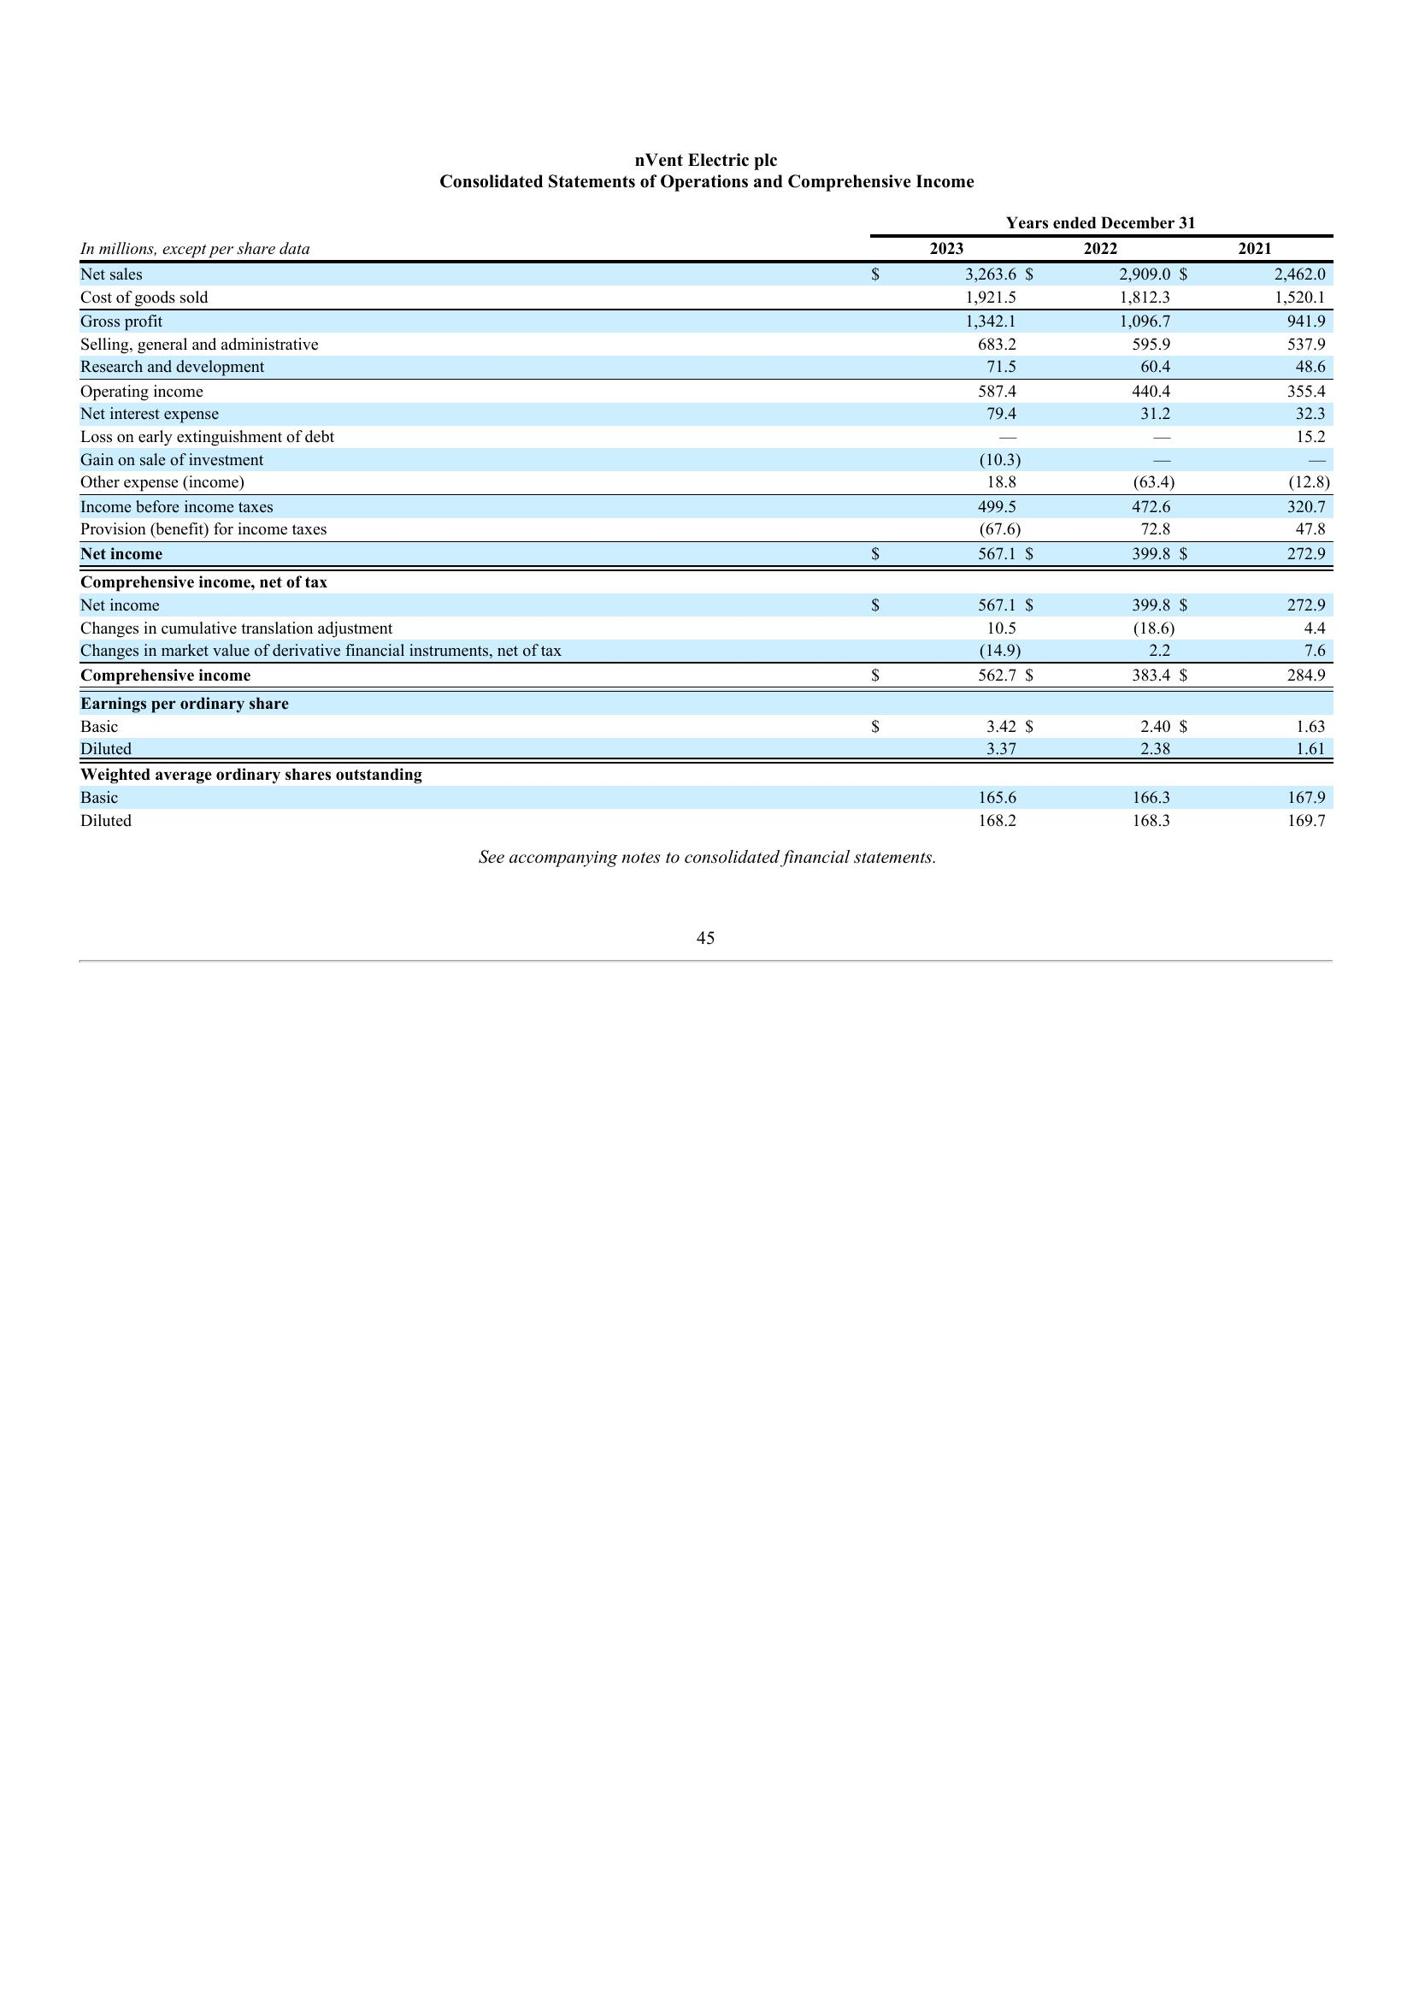 nVent Electric plc
Consolidated Statements of Operations and Comprehensive Income
Years ended December 31
In millions, except per share data 2023 2022 2021
Net sales $ 3,263.6 $ 2,909.0 $ 2,462.0
Cost of goods sold 1,921.5 1,812.3 1,520.1
Gross profit 1,342.1 1,096.7 941.9
Selling, general and administrative 683.2 595.9 537.9
Research and development 71.5 60.4 48.6
Operating income 587.4 440.4 355.4
Net interest expense 79.4 31.2 32.3
Loss on early extinguishment of debt — — 15.2
Gain on sale of investment (10.3) — —
Other expense (income) 18.8 (63.4) (12.8)
Income before income taxes 499.5 472.6 320.7
Provision (benefit) for income taxes (67.6) 72.8 47.8
Net income $ 567.1 $ 399.8 $ 272.9
Comprehensive income, net of tax
Net income $ 567.1 $ 399.8 $ 272.9
Changes in cumulative translation adjustment 10.5 (18.6) 4.4
Changes in market value of derivative financial instruments, net of tax (14.9) 2.2 7.6
Comprehensive income $ 562.7 $ 383.4 $ 284.9
Earnings per ordinary share
Basic $ 3.42 $ 2.40 $ 1.63
Diluted 3.37 2.38 1.61
Weighted average ordinary shares outstanding
Basic 165.6 166.3 167.9
Diluted 168.2 168.3 169.7
See accompanying notes to consolidated financial statements.
45